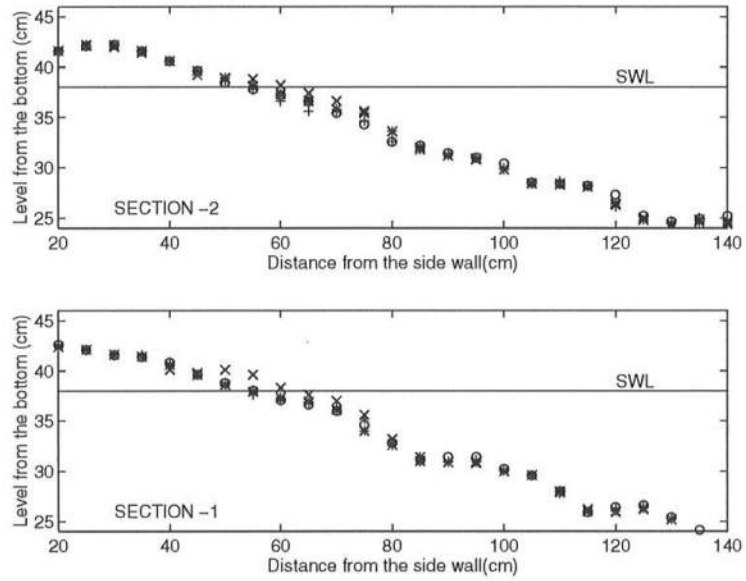 Level from the bottom (cm)
45
40
35
30
25
SWL
SECTION -2
20 40 60 80 100 120 140
Distance from the side wall(cm)
Level from the bottom (cm)
45
40
35
30
25
SWL
SECTION -1
20 40 60 80 100 120 140
Distance from the side wall(cm)